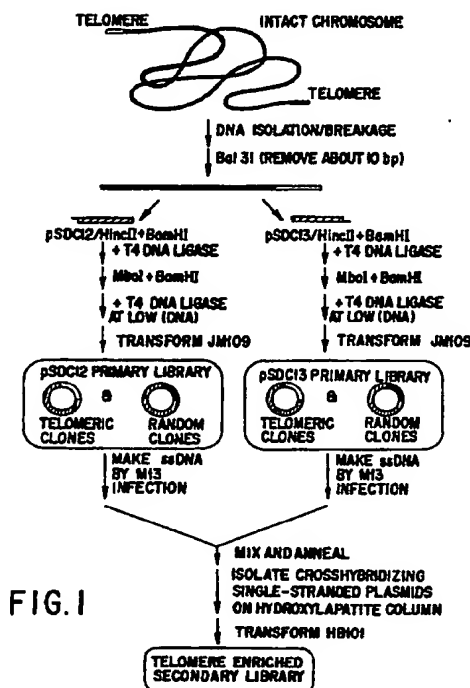 TELOMERE
INTACT CHROMOSOME
TELOMERE
DNA ISOLATION/BREAKAGE
Bal 31 (REMOVE ABOUT 10 bp)
pSDC12/HincII+BamHI
+ T4 DNA LIGASE
MboI+BamHI
+ T4 DNA LIGASE
AT LOW (DNA)
TRANSFORM JM109
pSDC12 PRIMARY LIBRARY
&
TELOMERIC CLONES
RANDOM CLONES
MAKE ssDNA
BY M13
INFECTION
pSDC13/HincII+BamHI
+ T4 DNA LIGASE
MboI+BamHI
+ T4 DNA LIGASE
AT LOW (DNA)
TRANSFORM JM109
pSDC13 PRIMARY LIBRARY
&
TELOMERIC CLONES
RANDOM CLONES
MAKE ssDNA
BY M13
INFECTION
MIX AND ANNEAL
ISOLATE CROSSHYBRIDIZING
SINGLE-STRANDED PLASMIDS
ON HYDROXYLAPATITE COLUMN
TRANSFORM HB101
TELOMERE ENRICHED
SECONDARY LIBRARY
FIG.1